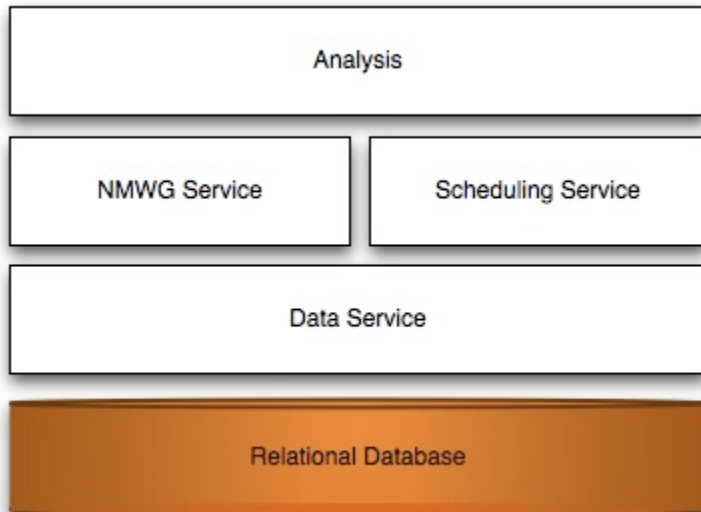 Analysis
NMWG Service
Scheduling Service
Data Service
Relational Database